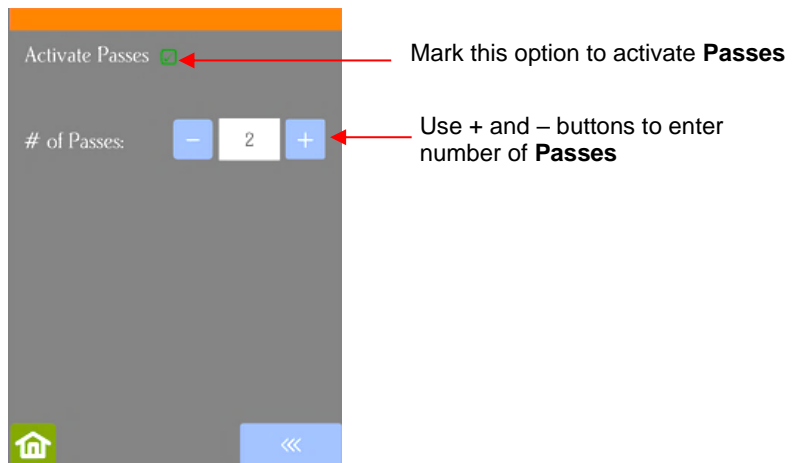 Activate Passes
Mark this option to activate Passes
# of Passes:
− 2 +
Use + and – buttons to enter
number of Passes